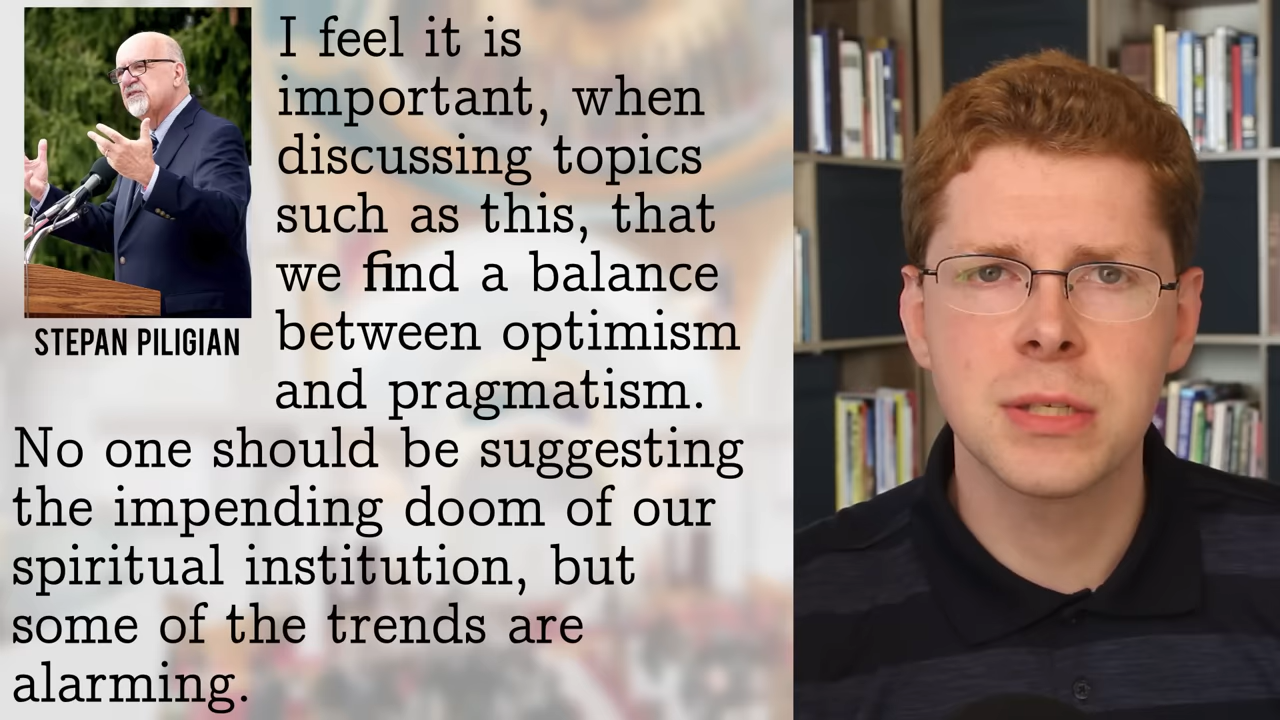 I feel it is
important, when
discussing topics
such as this, that
we find a balance
between optimism
and pragmatism.
STEPAN PILIGIAN
No one should be suggesting
the impending doom of our
spiritual institution, but
some of the trends are
alarming.